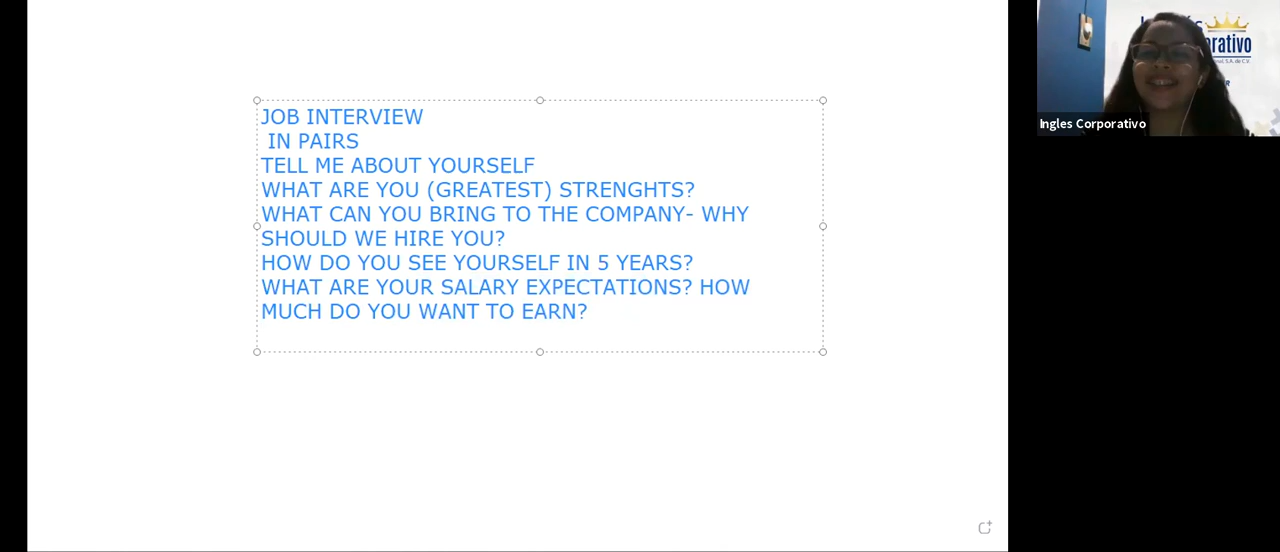 JOB INTERVIEW
IN PAIRS
TELL ME ABOUT YOURSELF
WHAT ARE YOU (GREATEST) STRENGHTS?
WHAT CAN YOU BRING TO THE COMPANY- WHY
SHOULD WE HIRE YOU?
HOW DO YOU SEE YOURSELF IN 5 YEARS?
WHAT ARE YOUR SALARY EXPECTATIONS? HOW
MUCH DO YOU WANT TO EARN?
Ingles Corporativo